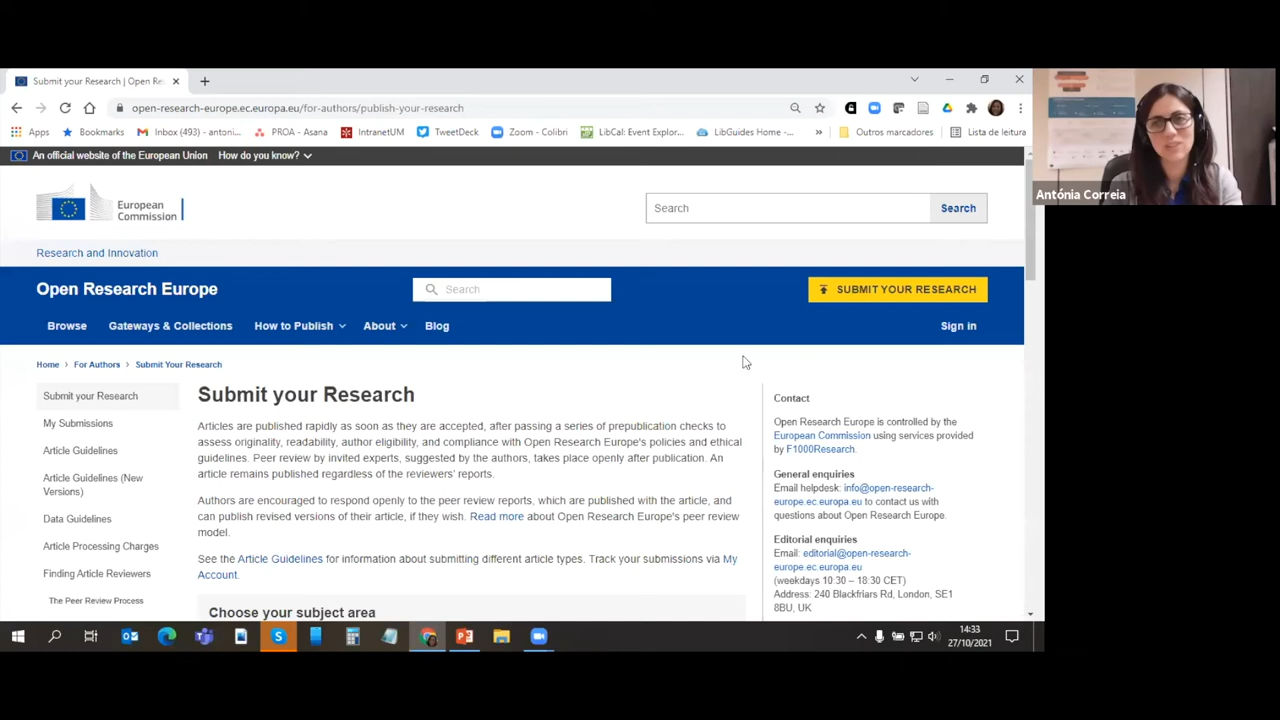 Submit your Research | Open Re
open-research-europe.ec.europa.eu/for-authors/publish-your-research
Apps
Bookmarks
Inbox (493) - antoni...
PROA - Asana
IntranetUM
TweetDeck
Zoom - Colibri
LibCal: Event Explor...
LibGuides Home -...
»
Outros marcadores
Lista de leitura
An official website of the European Union How do you know?
European
Commission
Search
Search
Research and Innovation
Open Research Europe
Search
SUBMIT YOUR RESEARCH
Browse
Gateways & Collections
How to Publish
About
Blog
Sign in
Home > For Authors > Submit Your Research
Submit your Research
My Submissions
Article Guidelines
Article Guidelines (New
Versions)
Data Guidelines
Article Processing Charges
Finding Article Reviewers
The Peer Review Process
Submit your Research
Articles are published rapidly as soon as they are accepted, after passing a series of prepublication checks to
assess originality, readability, author eligibility, and compliance with Open Research Europe's policies and ethical
guidelines. Peer review by invited experts, suggested by the authors, takes place openly after publication. An
article remains published regardless of the reviewers' reports.
Authors are encouraged to respond openly to the peer review reports, which are published with the article, and
can publish revised versions of their article, if they wish. Read more about Open Research Europe's peer review
model.
See the Article Guidelines for information about submitting different article types. Track your submissions via My
Account.
Choose your subject area
Contact
Open Research Europe is controlled by the
European Commission using services provided
by F1000Research.
General enquiries
Email helpdesk: info@open-research-
europe.ec.europa.eu to contact us with
questions about Open Research Europe.
Editorial enquiries
Email: editorial@open-research-
europe.ec.europa.eu
(weekdays 10:30 – 18:30 CET)
Address: 240 Blackfriars Rd, London, SE1
8BU, UK
Antónia Correia
14:33
27/10/2021